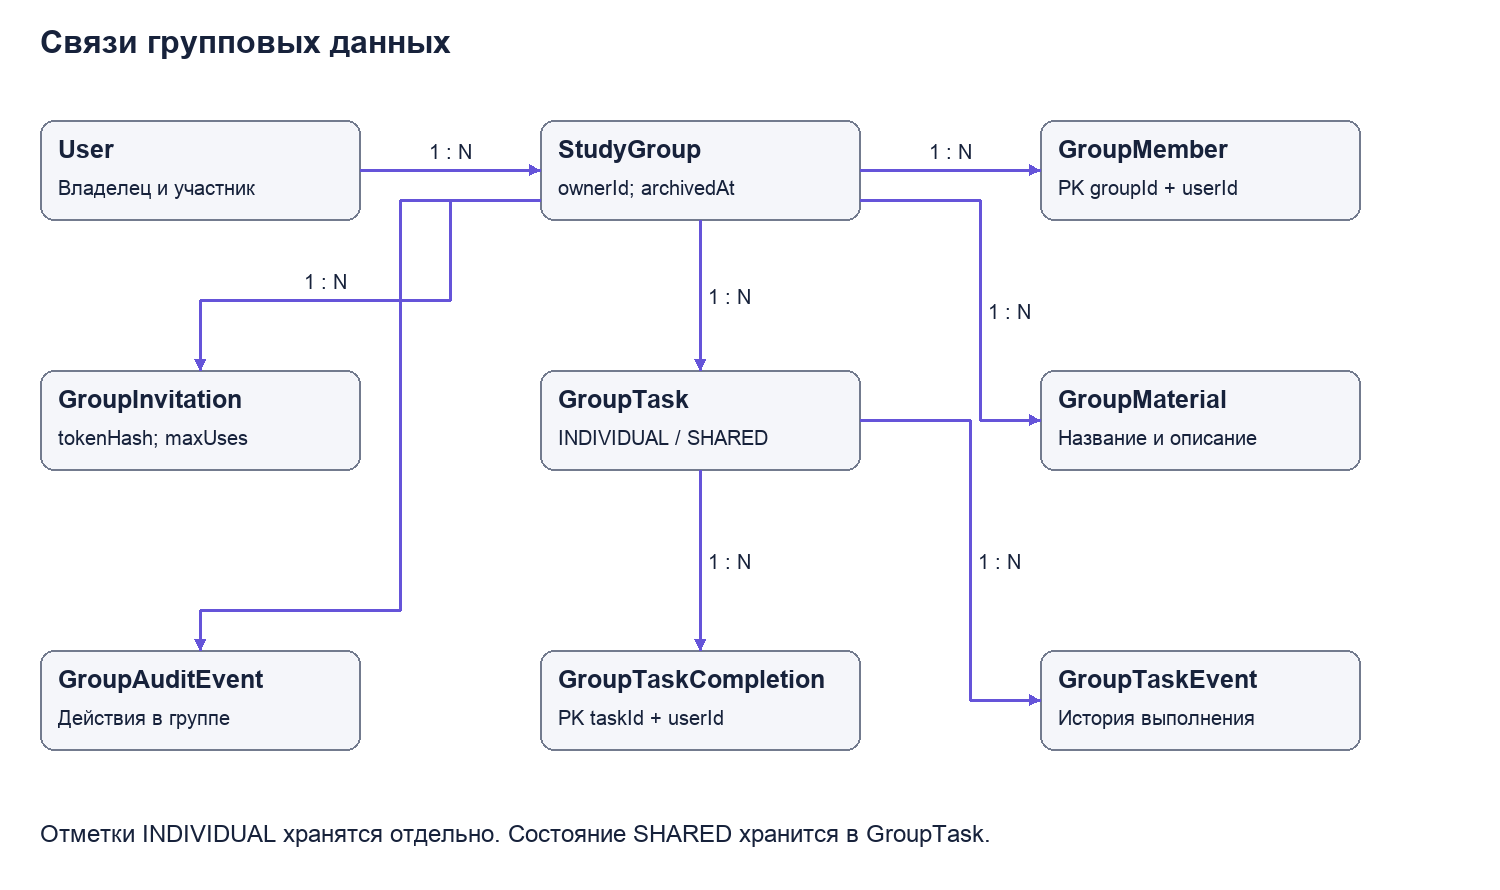 Связи групповых данных
User
Владелец и участник
1 : N
StudyGroup
ownerId; archivedAt
1 : N
GroupMember
PK groupId + userId
1 : N
1 : N
1 : N
GroupInvitation
tokenHash; maxUses
GroupTask
INDIVIDUAL / SHARED
GroupMaterial
Название и описание
1 : N
1 : N
GroupAuditEvent
Действия в группе
GroupTaskCompletion
PK taskId + userId
GroupTaskEvent
История выполнения
Отметки INDIVIDUAL хранятся отдельно. Состояние SHARED хранится в GroupTask.